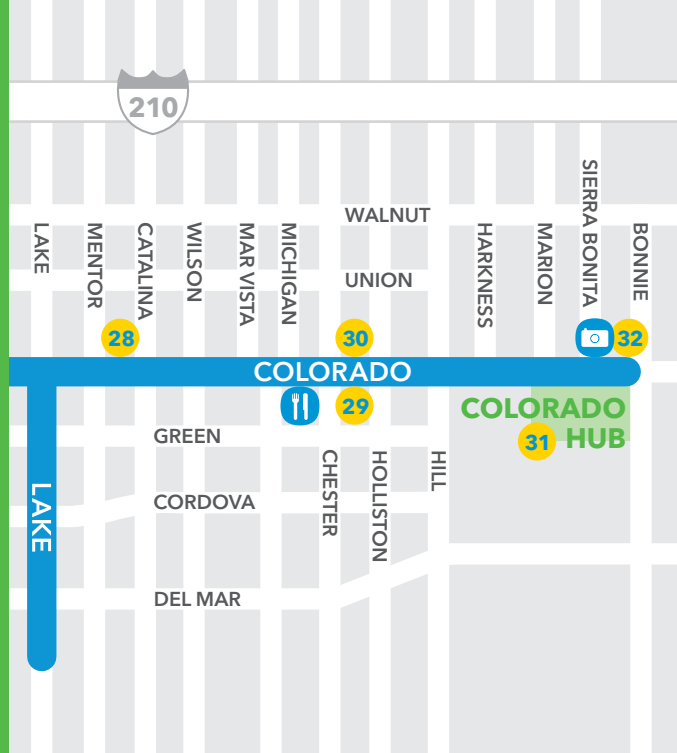 210
WALNUT
LAKE
MENTOR
CATALINA
WILSON
MAR VISTA
MICHIGAN
UNION
HARKNESS
MARION
SIERRA BONITA
BONNIE
28
30
32
COLORADO
29
COLORADO
HUB
31
GREEN
CORDOVA
CHESTER
HOLLISTON
HILL
LAKE
DEL MAR